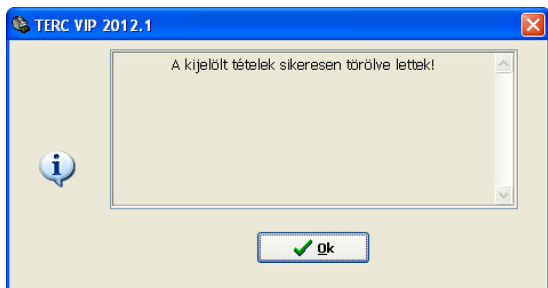 TERC VIP 2012.1
A kijelölt tételek sikeresen törölve lettek!
Ok